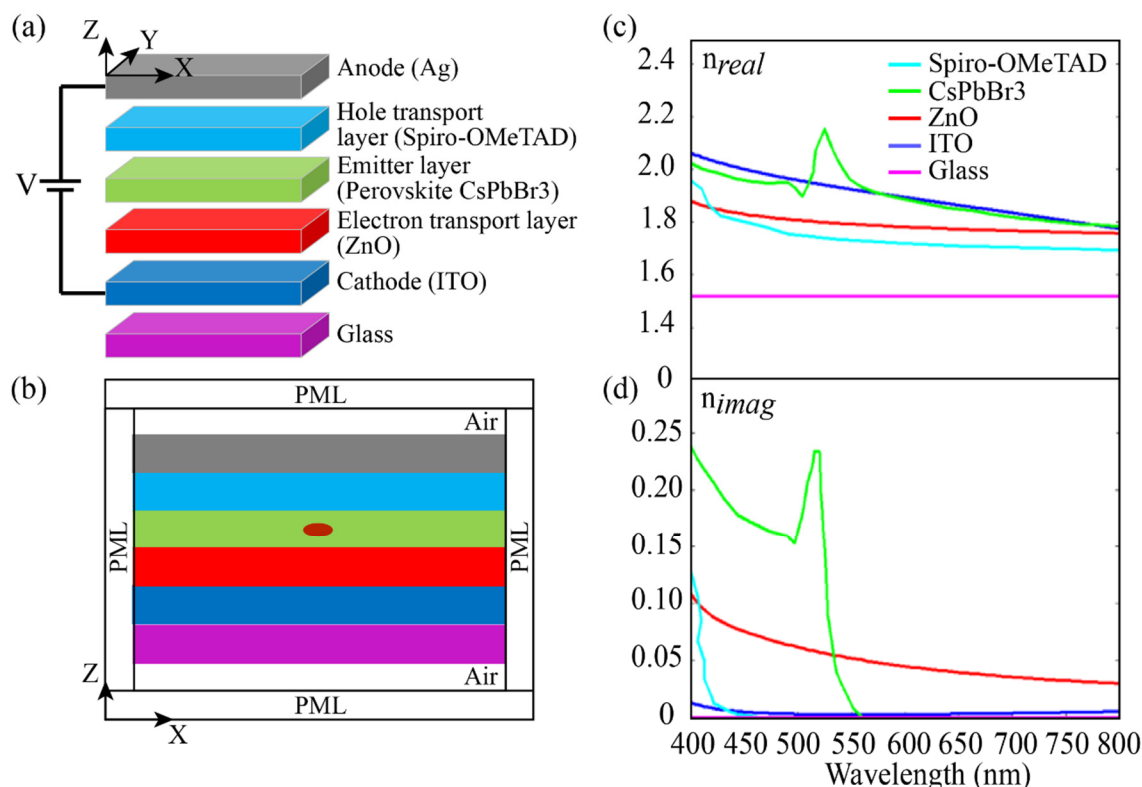 (a)
Z
Y
X
V
Anode (Ag)
Hole transport
layer (Spiro-OMeTAD)
Emitter layer
(Perovskite CsPbBr3)
Electron transport layer
(ZnO)
Cathode (ITO)
Glass
(b)
PML
Air
PML
PML
Air
Z
PML
X
(c)
nreal
Spiro-OMeTAD
CsPbBr3
ZnO
ITO
Glass
2.4
2.2
2.0
1.8
1.6
1.4
0
(d)
nimag
0.25
0.20
0.15
0.10
0.05
0
400 450 500 550 600 650 700 750 800
Wavelength (nm)